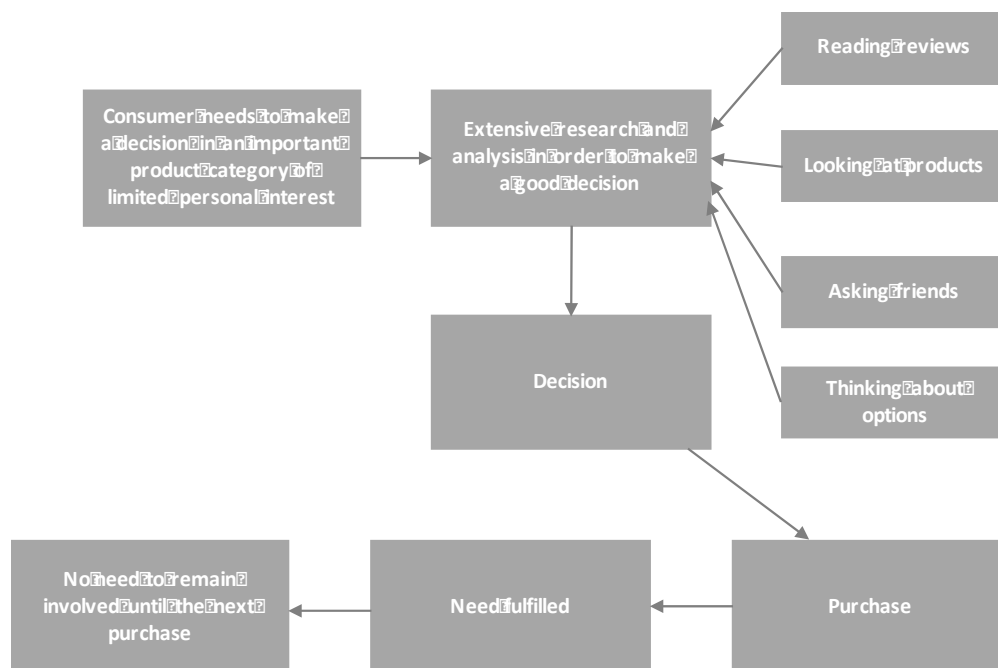 Reading reviews
Consumer needs to make
a decision in an important
product category of
limited personal interest
Extensive research and
analysis in order to make
a good decision
Looking at products
Asking friends
Decision
Thinking about
options
No need to remain
involved until the next
purchase
Need fulfilled
Purchase